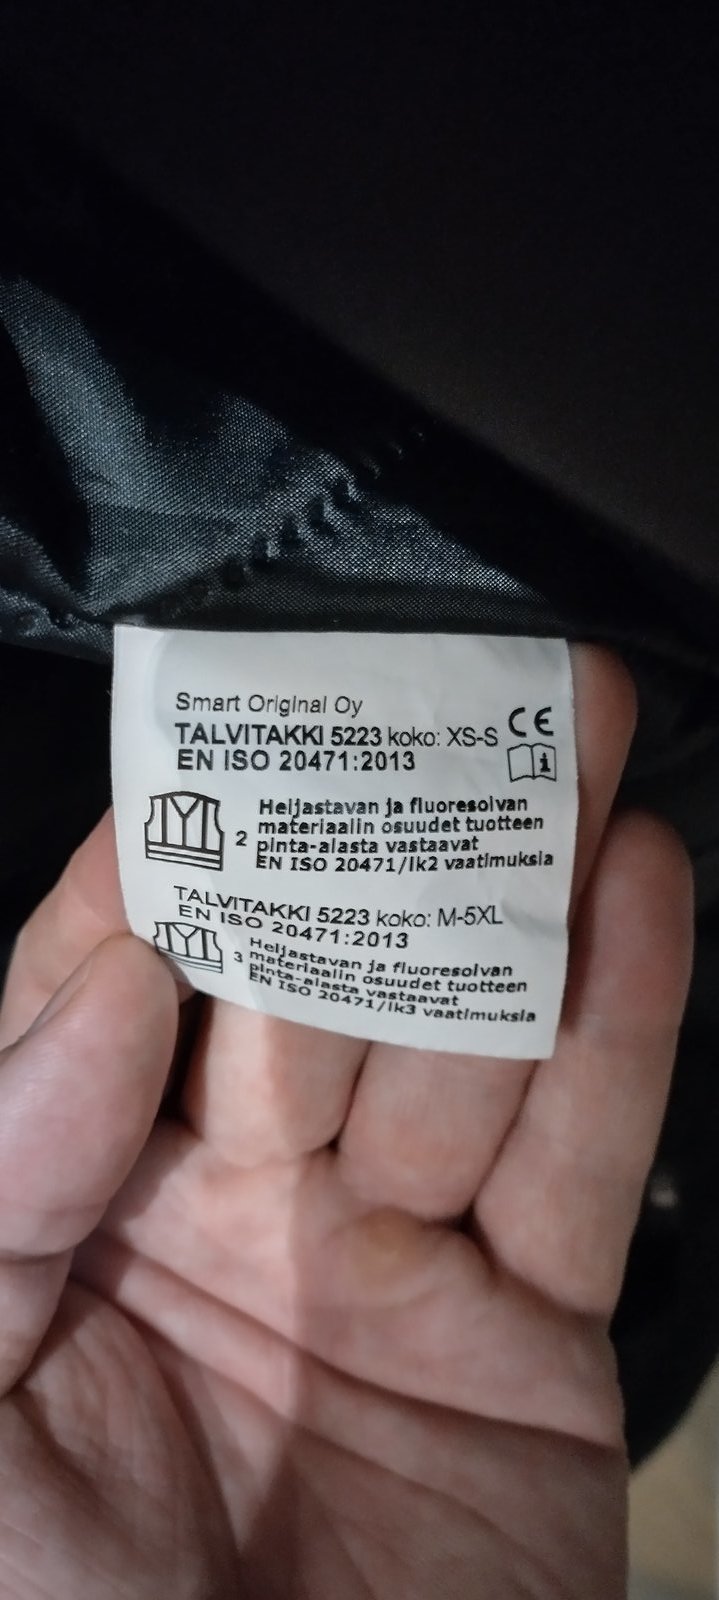 Smart Original Oy
TALVITAKKI 5223 koko: XS-S
CE
EN ISO 20471:2013
i
Heijastavan ja fluoresoivan
materiaalin osuudet tuotteen
2
pinta-alasta vastaavat
EN ISO 20471/lk2 vaatimuksia
TALVITAKKI 5223 koko: M-5XL
EN ISO 20471:2013
Heijastavan ja fluoresoivan
3
materiaalin osuudet tuotteen
pinta-alasta vastaavat
EN ISO 20471/lk3 vaatimuksia